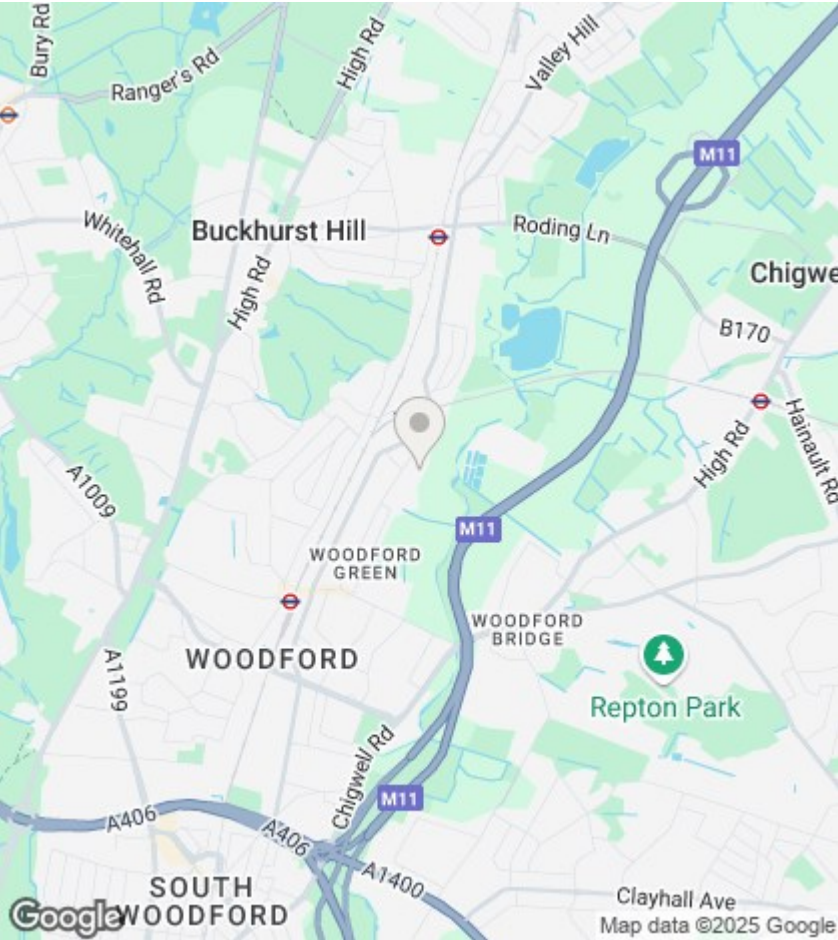 Bury Rd
Ranger's Rd
High Rd
Valley Hill
M11
Whitehall Rd
Buckhurst Hill
Roding Ln
High Rd
Chigwe
B170
Hainault Rd
High Rd
A1009
M11
WOODFORD
GREEN
WOODFORD
BRIDGE
WOODFORD
A1199
Repton Park
Chigwell Rd
M11
A406
A406
A1400
SOUTH
WOODFORD
Clayhall Ave
Google
Map data ©2025 Google